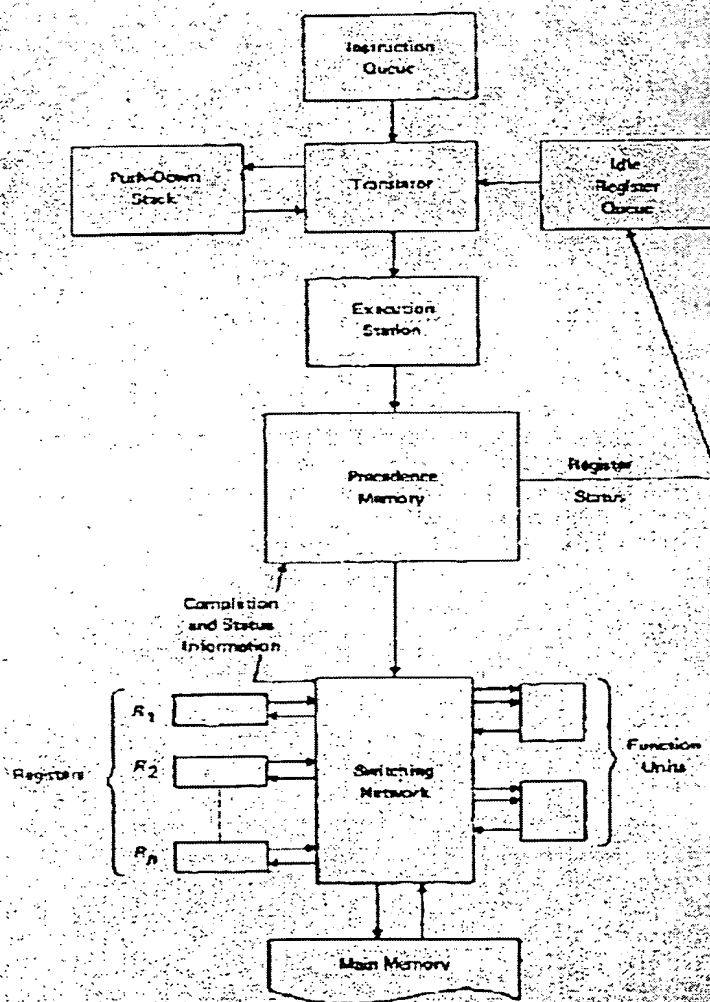 Instruction
Queue
Push-Down
Stack
Translator
Idle
Register
Queue
Execution
Station
Precedence
Memory
Register
Status
Completion
and Status
Information
Registers
R1
R2
Rn
Switching
Network
Function
Units
Main Memory